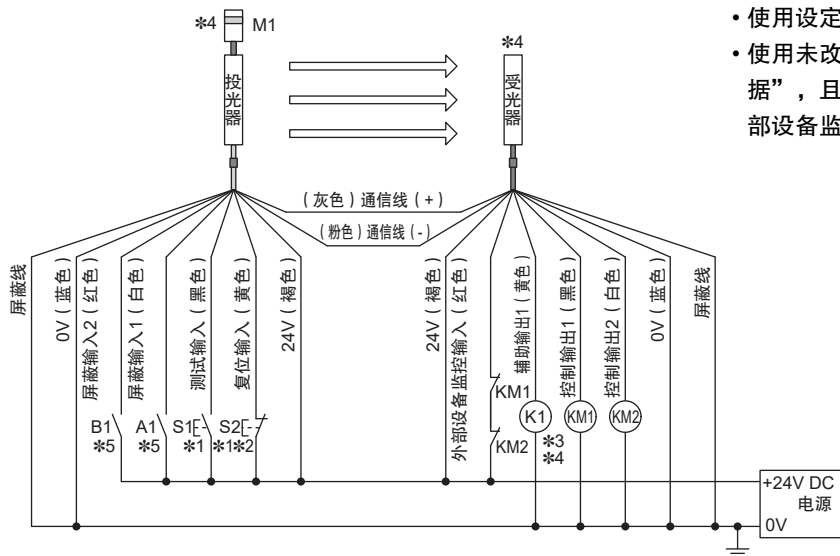 ✻4 M1
✻4
投光器
受光器
• 使用设定
• 使用未改
据”，且
部设备监
（灰色）通信线（+）
（粉色）通信线（-）
屏蔽线
0V（蓝色）
屏蔽输入2（红色）
屏蔽输入1（白色）
测试输入（黑色）
复位输入（黄色）
24V（褐色）
24V（褐色）
外部设备监控输入（红色）
辅助输出1（黄色）
控制输出1（黑色）
控制输出2（白色）
0V（蓝色）
屏蔽线
B1
✻5
A1
✻5
S1
✻1
S2
✻1✻2
KM1
KM2
K1
✻3
✻4
KM1
KM2
+24V DC
电源
0V